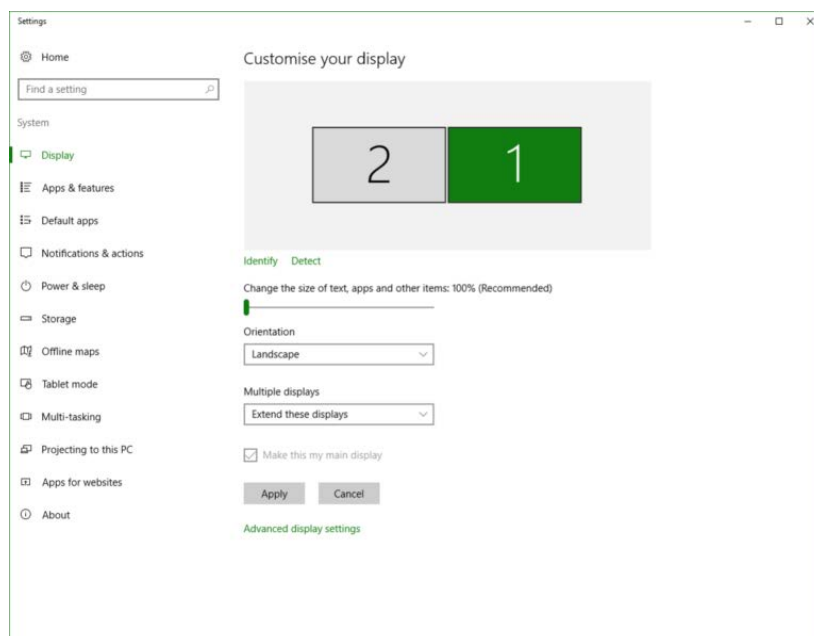 Settings
Home
Find a setting
System
Display
Apps & features
Default apps
Notifications & actions
Power & sleep
Storage
Offline maps
Tablet mode
Multi-tasking
Projecting to this PC
Apps for websites
About
Customise your display
2 1
Identify Detect
Change the size of text, apps and other items: 100% (Recommended)
Orientation
Landscape
Multiple displays
Extend these displays
Make this my main display
Apply Cancel
Advanced display settings